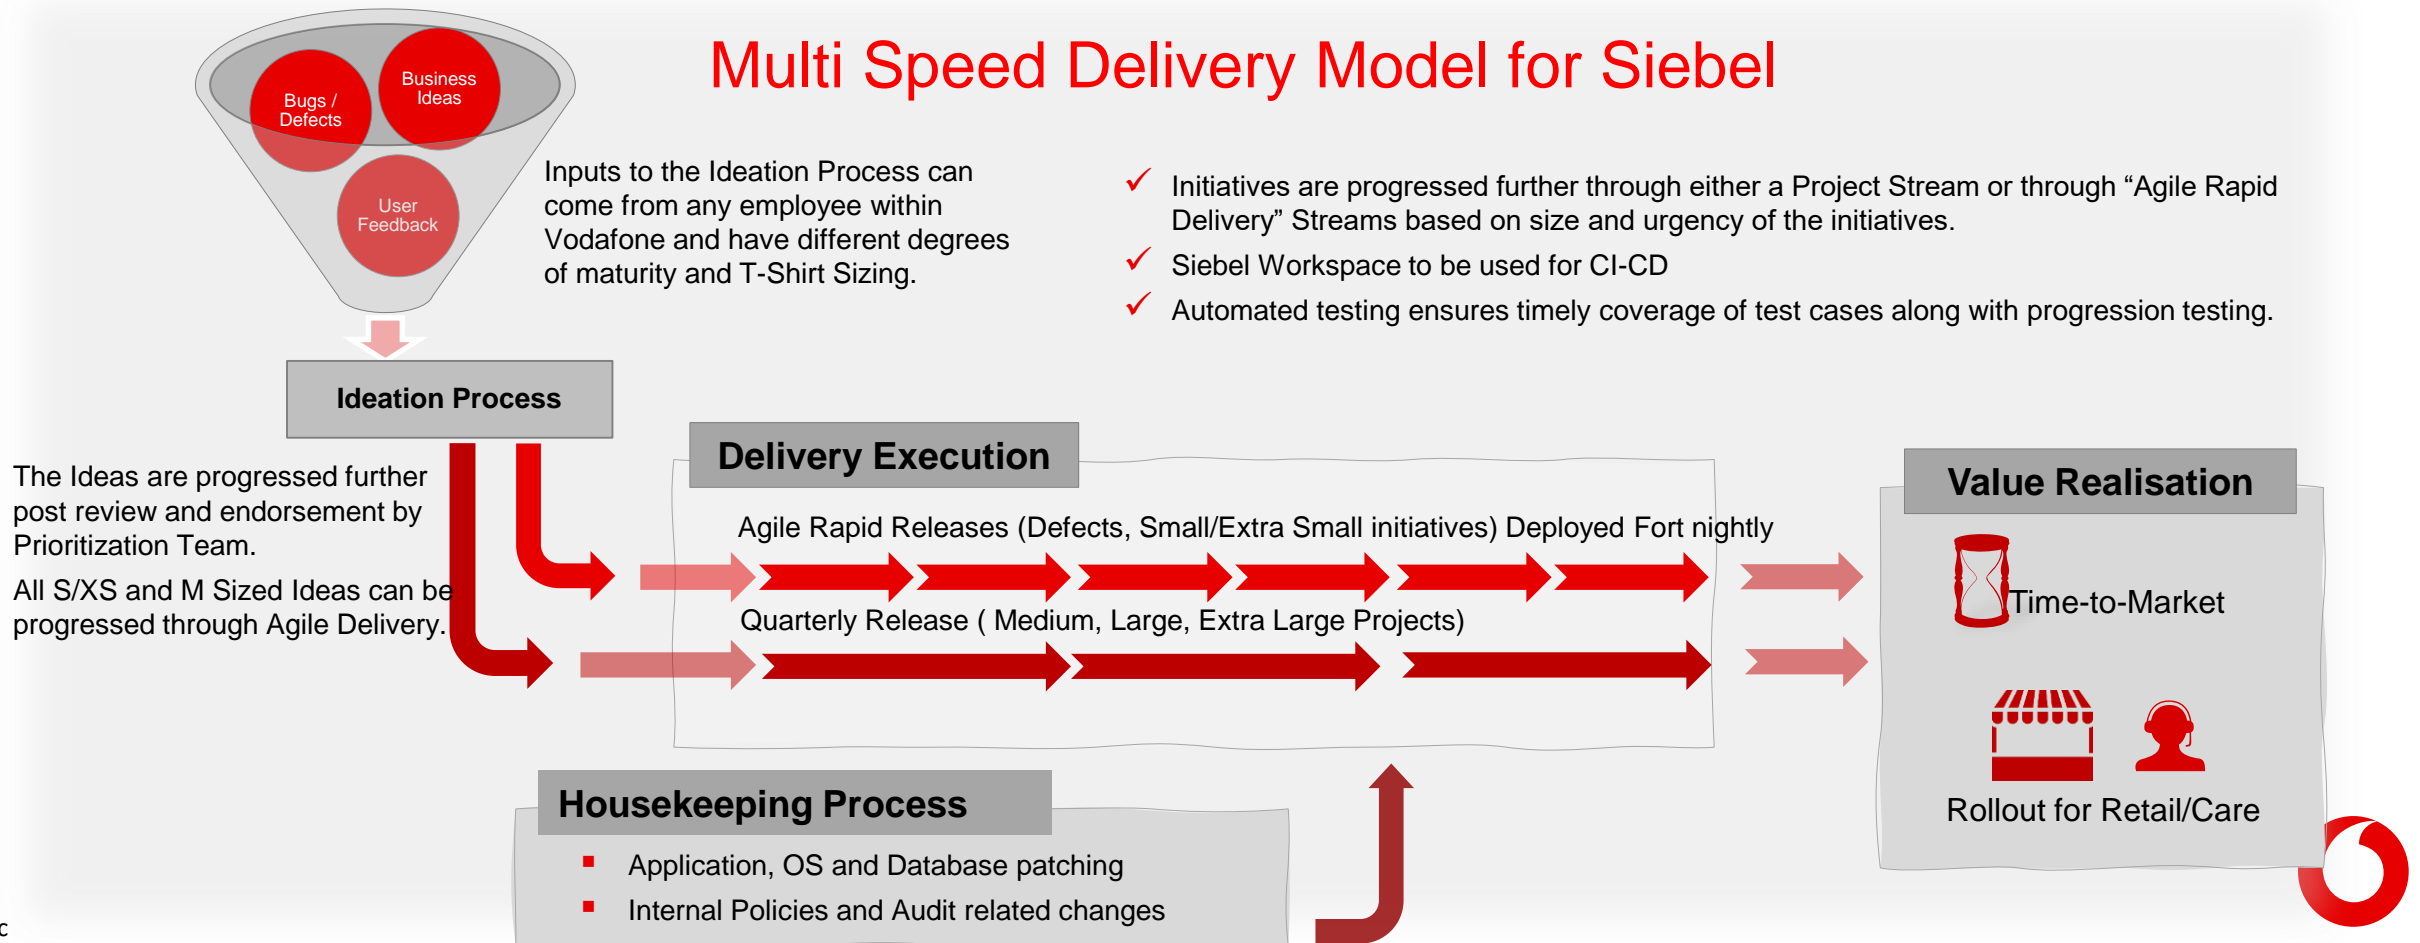 Multi Speed Delivery Model for Siebel
Business
Ideas
Bugs /
Defects
User
Feedback
Inputs to the Ideation Process can
come from any employee within
Vodafone and have different degrees
of maturity and T-Shirt Sizing.
Initiatives are progressed further through either a Project Stream or through “Agile Rapid
Delivery” Streams based on size and urgency of the initiatives.
Siebel Workspace to be used for CI-CD
Automated testing ensures timely coverage of test cases along with progression testing.
Ideation Process
The Ideas are progressed further
post review and endorsement by
Prioritization Team.
All S/XS and M Sized Ideas can be
progressed through Agile Delivery.
Delivery Execution
Agile Rapid Releases (Defects, Small/Extra Small initiatives) Deployed Fort nightly
Quarterly Release ( Medium, Large, Extra Large Projects)
Value Realisation
Time-to-Market
Rollout for Retail/Care
Housekeeping Process
Application, OS and Database patching
Internal Policies and Audit related changes
c